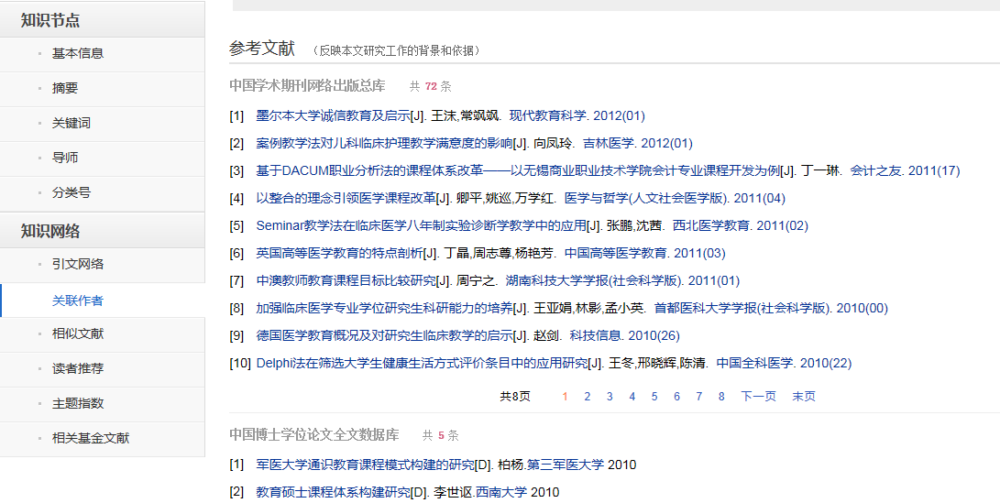 知识节点
基本信息
摘要
关键词
导师
分类号
知识网络
引文网络
关联作者
相似文献
读者推荐
主题指数
相关基金文献
参考文献 （反映本文研究工作的背景和依据）
中国学术期刊网络出版总库 共 72 条
[1] 墨尔本大学诚信教育及启示[J]. 王沫,常飒飒. 现代教育科学. 2012(01)
[2] 案例教学法对儿科临床护理教学满意度的影响[J]. 向凤玲. 吉林医学. 2012(01)
[3] 基于DACUM职业分析法的课程体系改革——以无锡商业职业技术学院会计专业课程开发为例[J]. 丁一琳. 会计之友. 2011(17)
[4] 以整合的理念引领医学课程改革[J]. 卿平,姚巡,万学红. 医学与哲学(人文社会医学版). 2011(04)
[5] Seminar教学法在临床医学八年制实验诊断学教学中的应用[J]. 张鹏,沈茜. 西北医学教育. 2011(02)
[6] 英国高等医学教育的特点剖析[J]. 丁晶,周志尊,杨艳芳. 中国高等医学教育. 2011(03)
[7] 中澳教师教育课程目标比较研究[J]. 周宁之. 湖南科技大学学报(社会科学版). 2011(01)
[8] 加强临床医学专业学位研究生科研能力的培养[J]. 王亚娟,林影,孟小英. 首都医科大学学报(社会科学版). 2010(00)
[9] 德国医学教育概况及对研究生临床教学的启示[J]. 赵剑. 科技信息. 2010(26)
[10] Delphi法在筛选大学生健康生活方式评价条目中的应用研究[J]. 王冬,邢晓辉,陈清. 中国全科医学. 2010(22)
共8页 1 2 3 4 5 6 7 8 下一页 末页
中国博士学位论文全文数据库 共 5 条
[1] 军医大学通识教育课程模式构建的研究[D]. 柏杨.第三军医大学 2010
[2] 教育硕士课程体系构建研究[D]. 李世讴.西南大学 2010